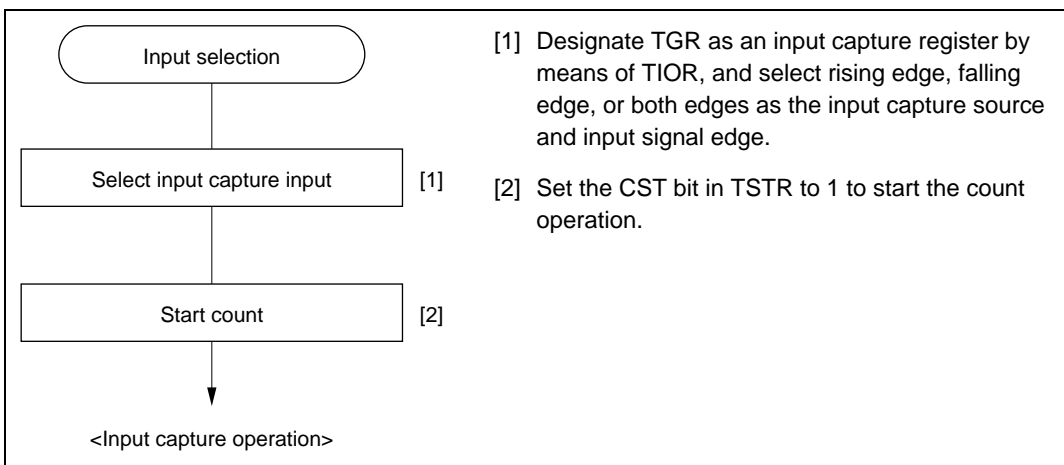 Input selection
Select input capture input [1]
Start count [2]
<Input capture operation>
[1] Designate TGR as an input capture register by
means of TIOR, and select rising edge, falling
edge, or both edges as the input capture source
and input signal edge.
[2] Set the CST bit in TSTR to 1 to start the count
operation.